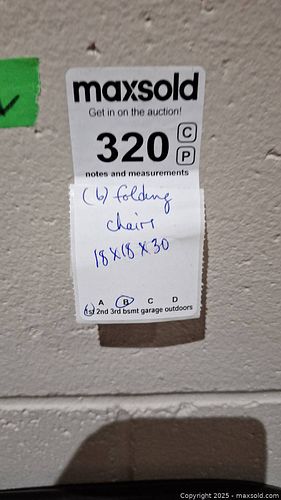 maxsold
Get in on the auction!
320 C
P
notes and measurements
(6) folding
chairs
18x18x30
A B C D
1st 2nd 3rd bsmt garage outdoors
Copyright 2025 - maxsold.com